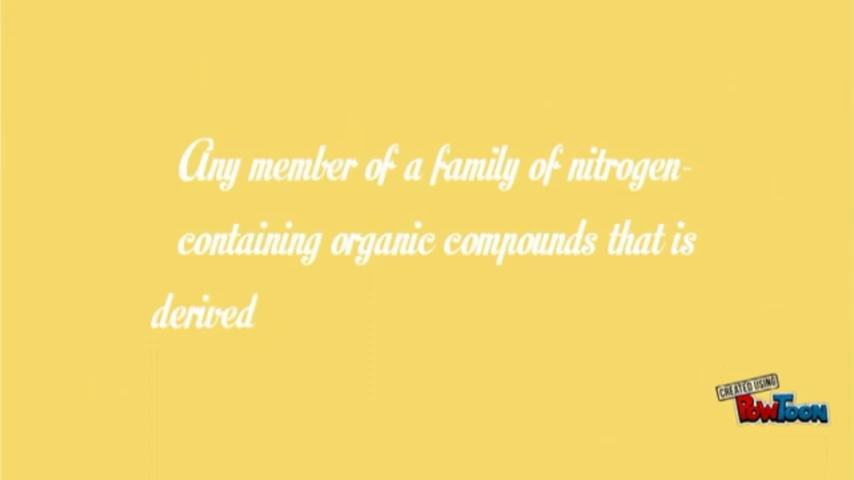 Any member of a family of nitrogen-
containing organic compounds that is
derived
CREATED USING
POWTOON